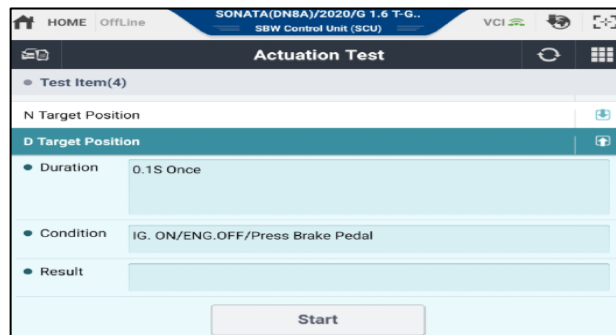 HOME OffLine
SONATA(DN8A)/2020/G 1.6 T-G..
SBW Control Unit (SCU)
VCI
Actuation Test
Test Item(4)
N Target Position
D Target Position
Duration
0.1S Once
Condition
IG. ON/ENG.OFF/Press Brake Pedal
Result
Start